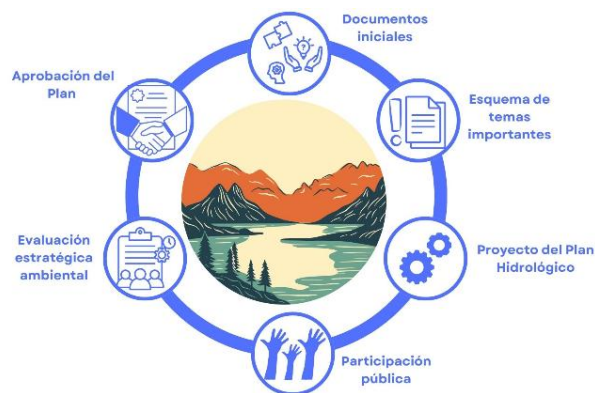 Documentos
iniciales
Esquema de
temas
importantes
Proyecto del Plan
Hidrológico
Participación
pública
Evaluación
estratégica
ambiental
Aprobación del
Plan